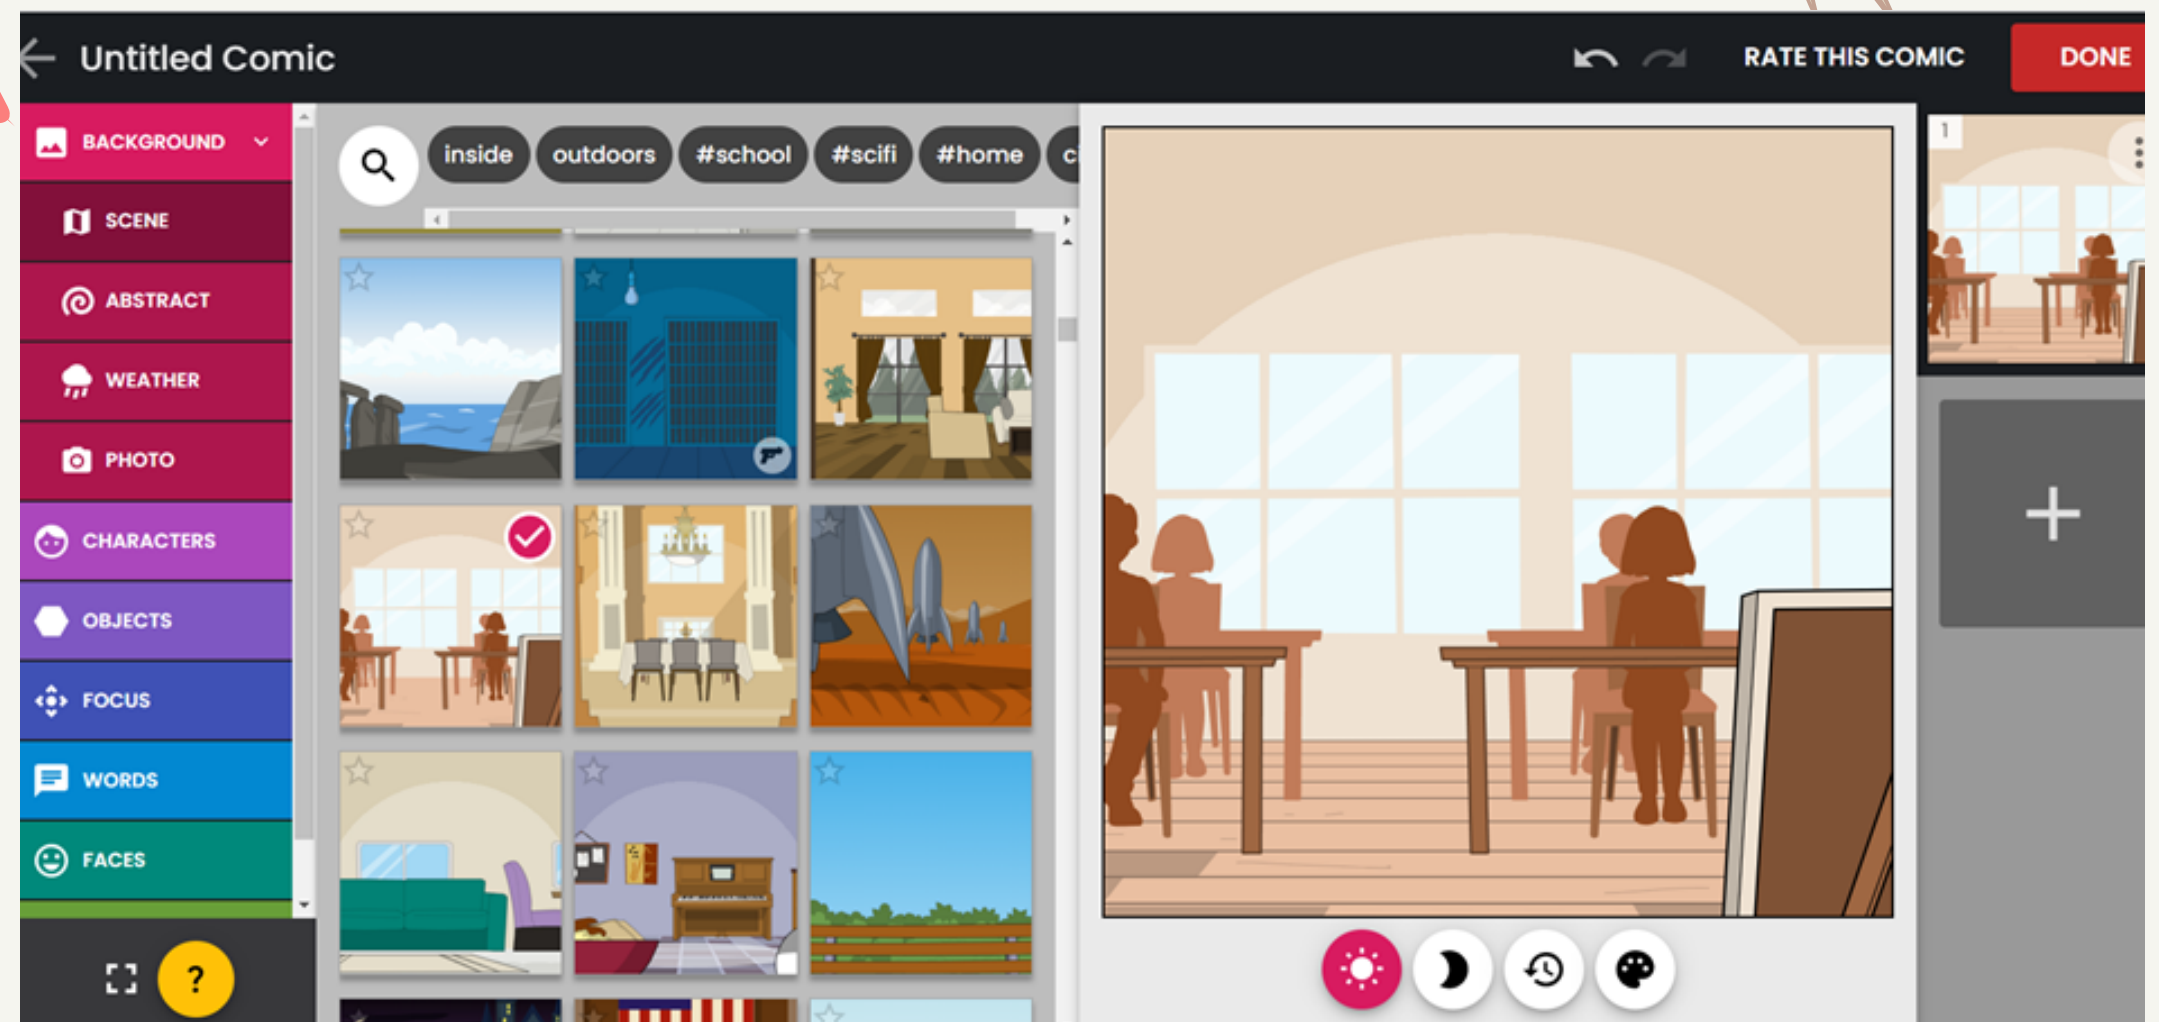 Untitled Comic
RATE THIS COMIC
DONE
BACKGROUND
SCENE
ABSTRACT
WEATHER
PHOTO
CHARACTERS
OBJECTS
FOCUS
WORDS
FACES
?
inside
outdoors
#school
#scifi
#home
1